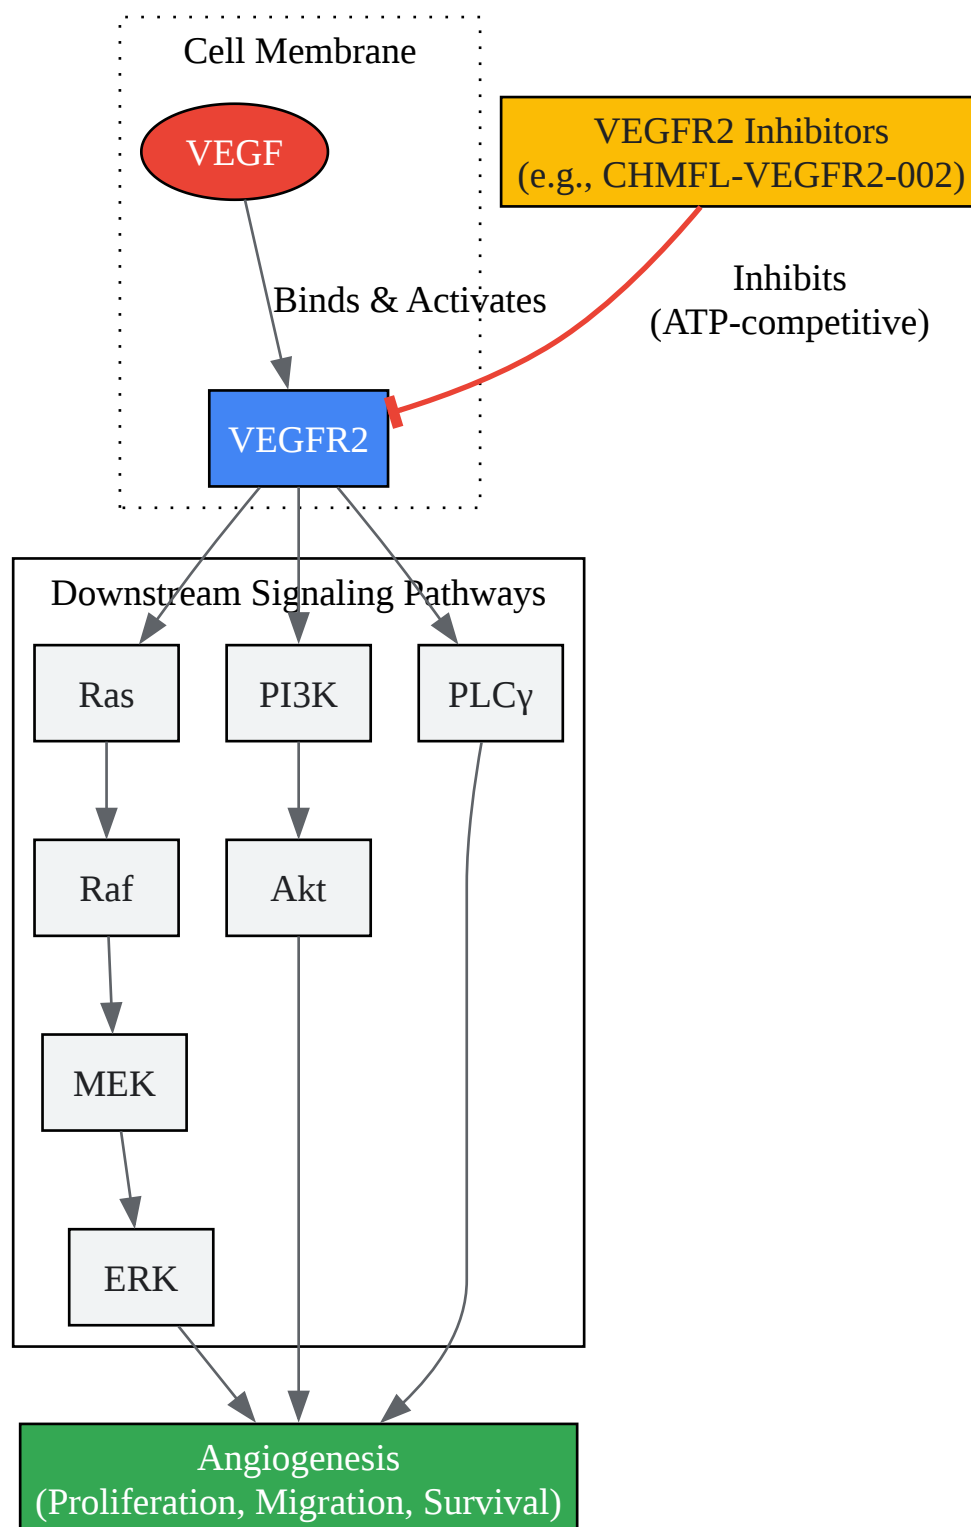 Cell Membrane
VEGF
VEGFR2 Inhibitors
(e.g., CHMFL-VEGFR2-002)
Binds & Activates
Inhibits
(ATP-competitive)
VEGFR2
Downstream Signaling Pathways
Ras
PI3K
PLCγ
Raf
Akt
MEK
ERK
Angiogenesis
(Proliferation, Migration, Survival)